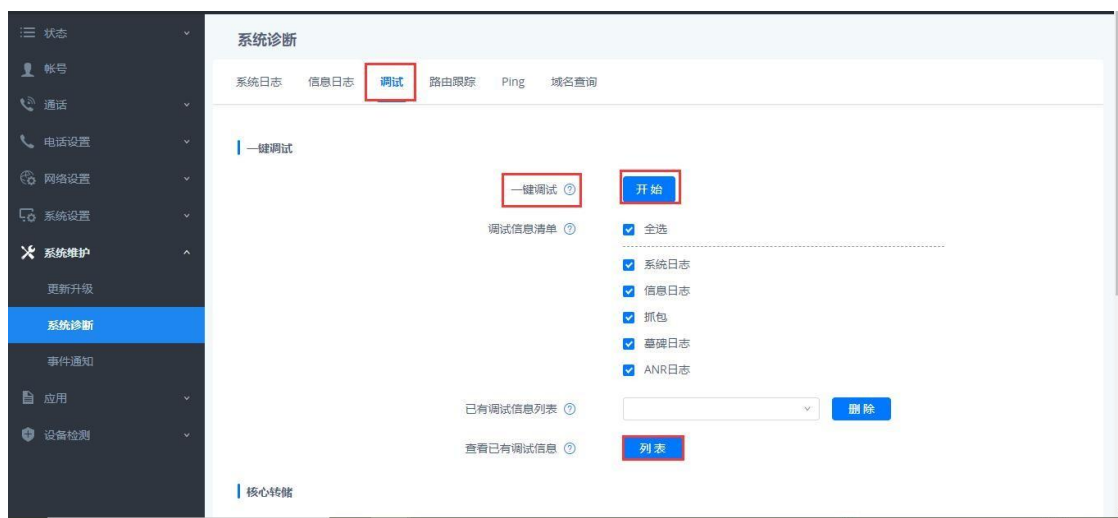 状态
帐号
通话
电话设置
网络设置
系统设置
系统维护
更新升级
系统诊断
事件通知
应用
设备检测
系统诊断
系统日志 信息日志 调试 路由跟踪 Ping 域名查询
一键调试
一键调试 ? 开始
调试信息清单 ? 全选
系统日志
信息日志
抓包
墓碑日志
ANR日志
已有调试信息列表 ? 删除
查看已有调试信息 ? 列表
核心转储